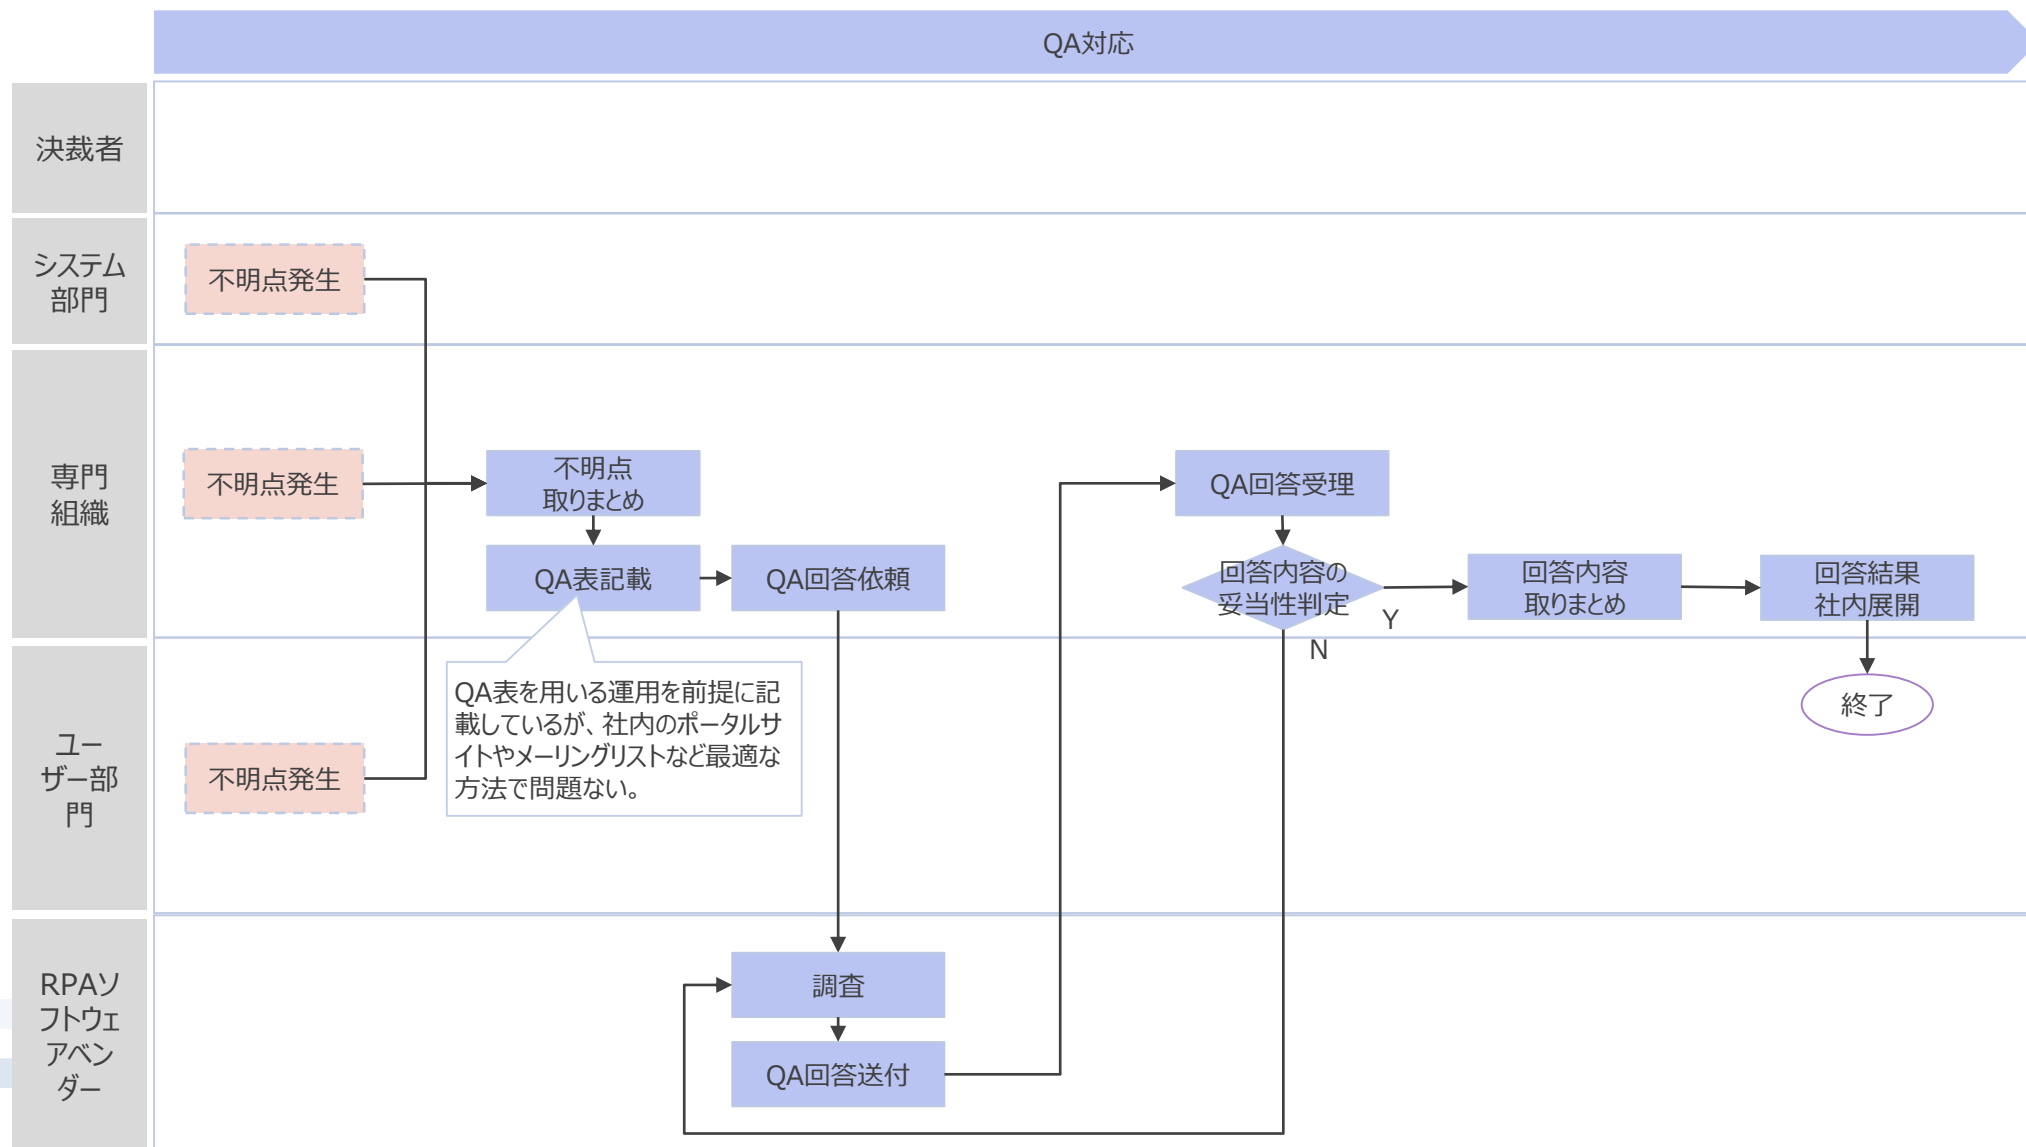 QA対応
決裁者
システム
部門
不明点発生
専門
組織
不明点発生
不明点
取りまとめ
QA表記載
QA回答依頼
QA回答受理
回答内容の
妥当性判定
Y
N
回答内容
取りまとめ
回答結果
社内展開
終了
ユー
ザー部
門
不明点発生
QA表を用いる運用を前提に記
載しているが、社内のポータルサ
イトやメーリングリストなど最適な
方法で問題ない。
RPAソ
フトウェ
アベン
ダー
調査
QA回答送付